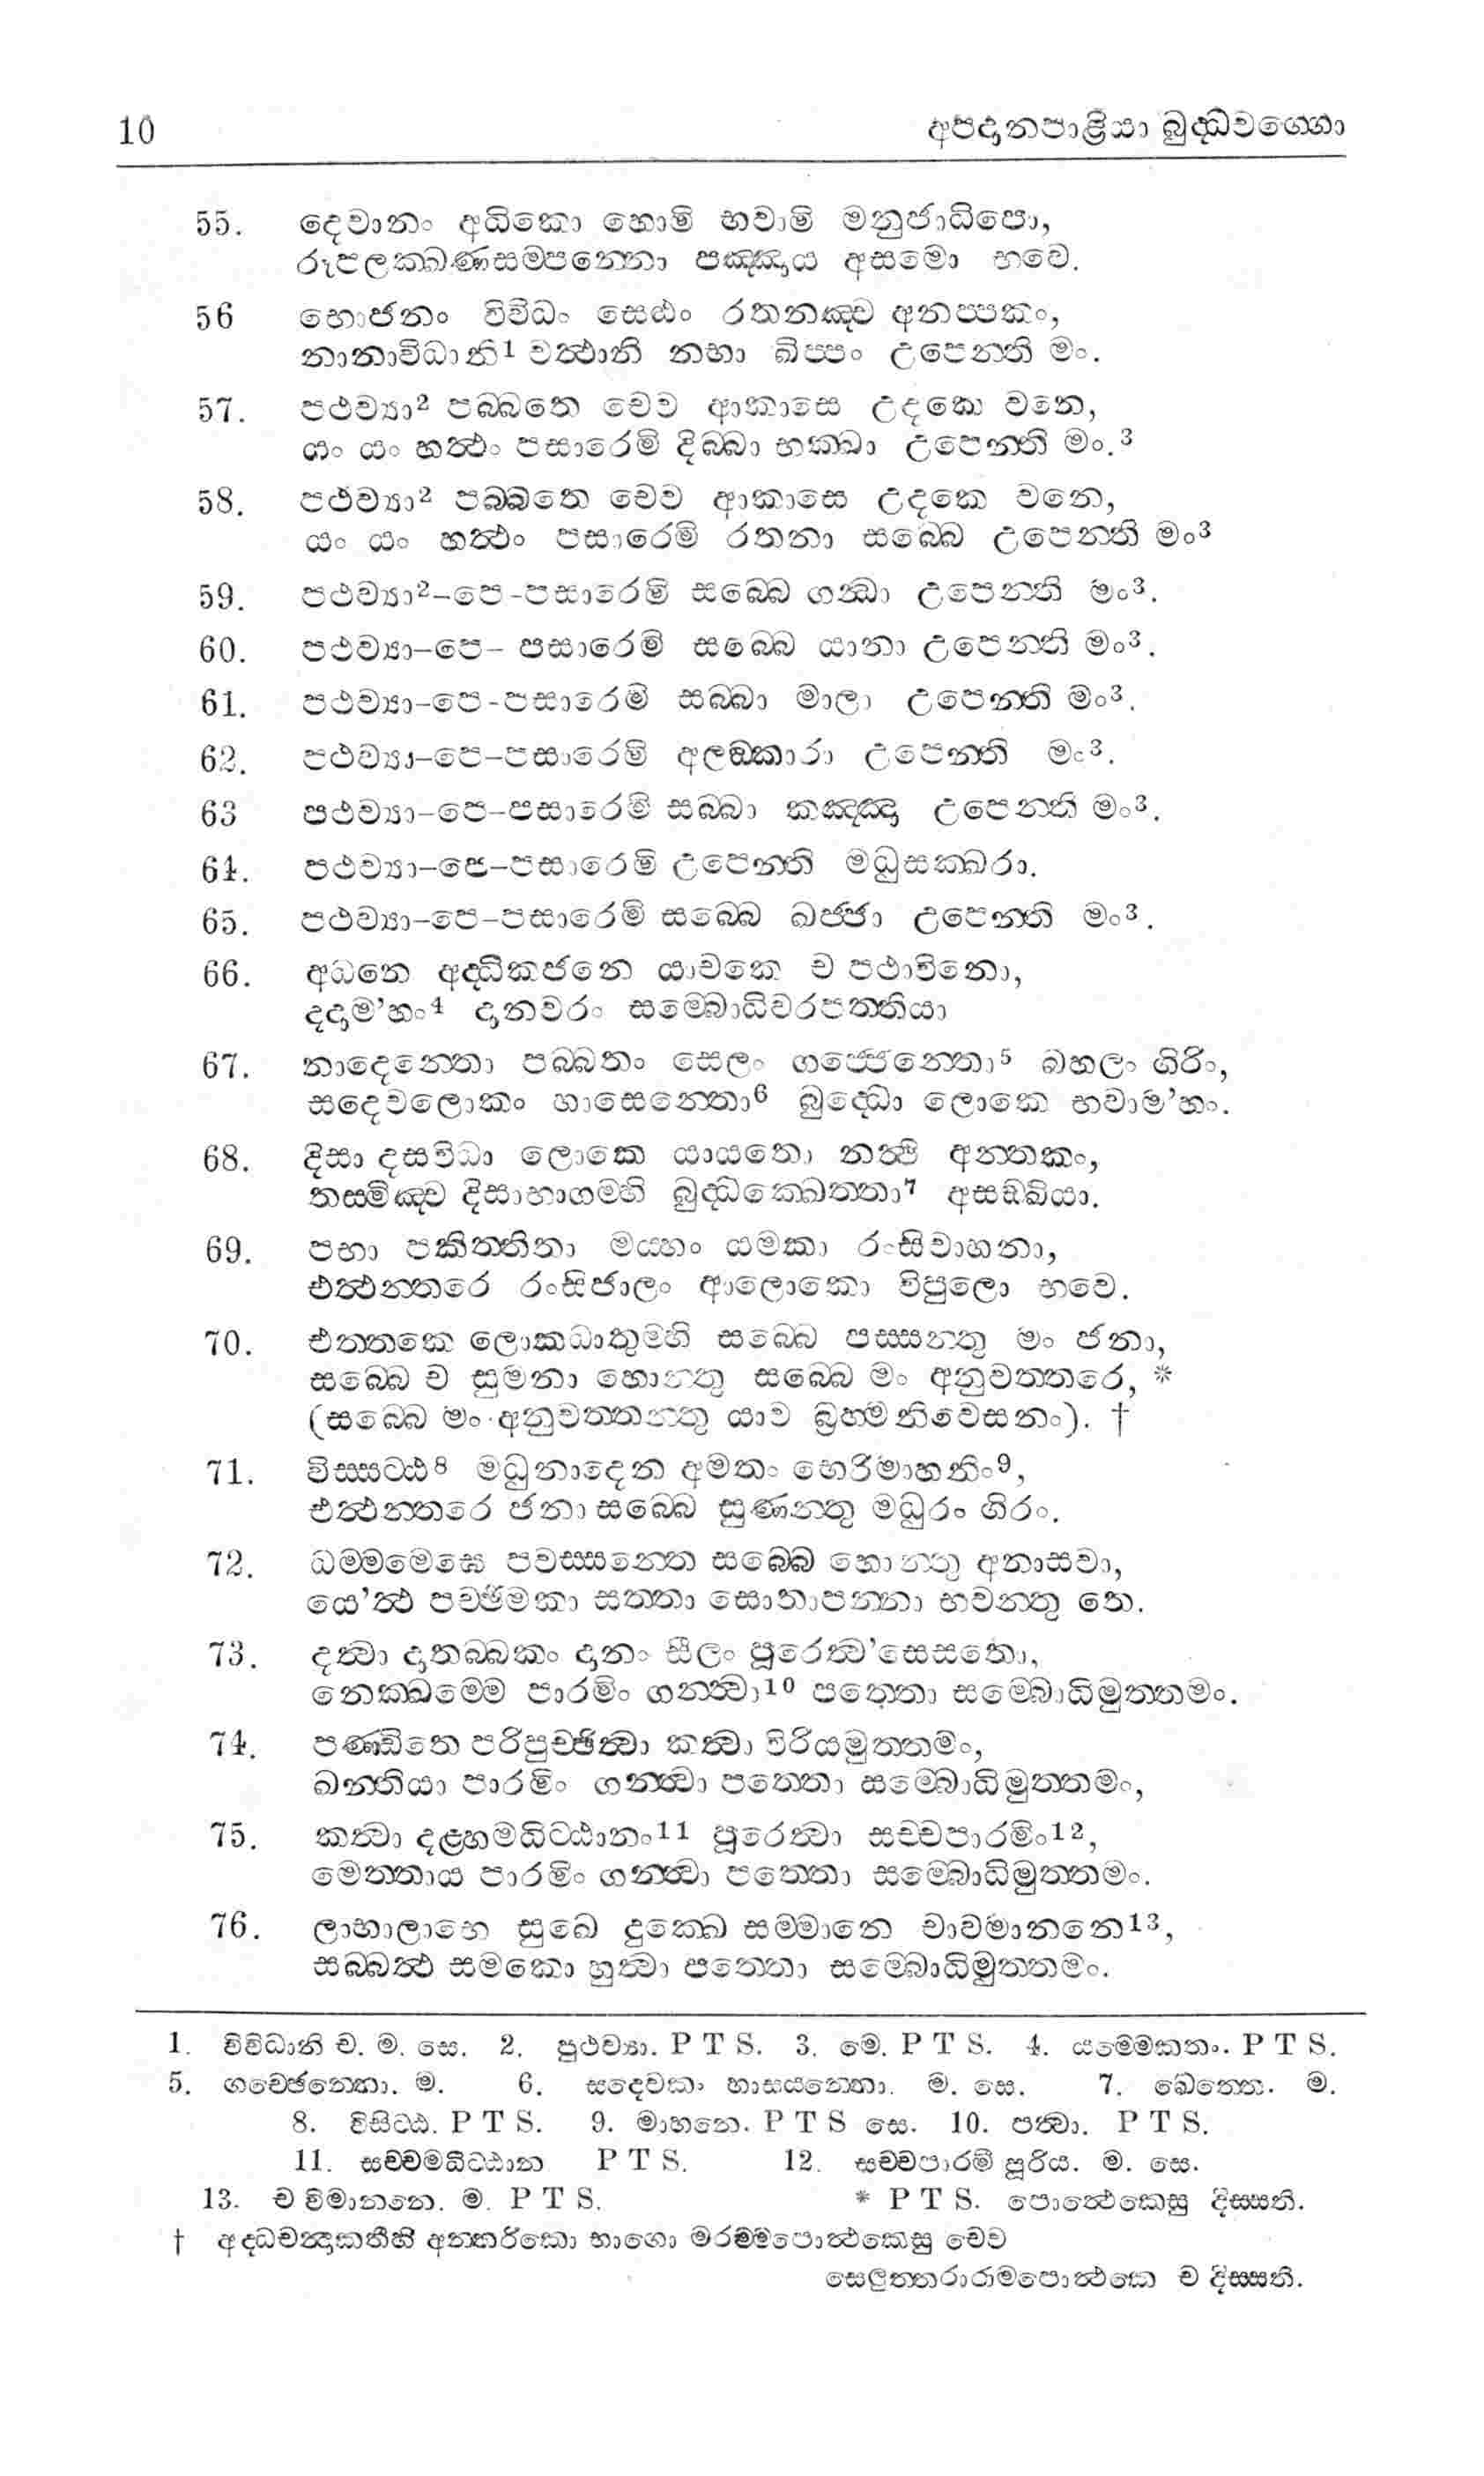 10 අපදානපාළියා බුද්ධවග්ගො
55. දෙවානං අධිකො හොමි භවාමි මනුජාධිපො,
රූපලක්ඛණසම්පන්නො පඤ්ඤාය අසමො භවෙ.
56 භොජනං විවිධං සෙට්ඨං රතනඤ්ච අනප්පකං,
නානාවිධානි1 වත්ථානි නභා ඛිප්පං උපෙන්ති මං.
57. පථව්‍යා2 පබ්බතෙ චෙව ආකාසෙ උදකෙ වනෙ,
යං යං හත්ථං පසාරෙමි දිබ්බා භක්ඛා උපෙන්ති මං.3
58. පථව්‍යා2 පබ්බතෙ චෙව ආකාසෙ උදකෙ වනෙ,
යං යං හත්ථං පසාරෙමි රතනා සබ්බෙ උපෙන්ති මං3
59. පථව්‍යා2–පෙ-පසාරෙමි සබ්බෙ ගන්ධා උපෙන්ති මං3.
60. පථව්‍යා–පෙ– පසාරෙමි සබ්බෙ යානා උපෙන්ති මං3.
61. පථව්‍යා–පෙ-පසාරෙමි සබ්බා මාලා උපෙන්ති මං3.
62. පථව්‍යා–පෙ–පසාරෙමි අලඞ්කාරා උපෙන්ති මං3.
63 පථව්‍යා–පෙ–පසාරෙමි සබ්බා කඤ්ඤා උපෙන්ති මං3.
64. පථව්‍යා–පෙ–පසාරෙමි උපෙන්ති මධුසක්ඛරා.
65. පථව්‍යා–පෙ–පසාරෙමි සබ්බෙ ඛජ්ජා උපෙන්ති මං3.
66. අධනෙ අද්ධිකජනෙ යාචකෙ ච පථාවිනො,
දදාම'හං4 දානවරං සම්බොධිවරපත්තියා
67. නාදෙන්තො පබ්බතං සෙලං ගජ්ජෙන්තො5 බහලං ගිරිං,
සදෙවලොකං හාසෙන්තො6 බුද්ධො ලොකෙ භවාම'හං.
68. දිසා දසවිධා ලොකෙ යායතො නත්ථි අන්තකං,
තස්මිඤ්ච දිසාභාගම්හි බුද්ධක්ඛෙත්තා7 අසඞ්ඛියා.
69. පභා පකිත්තිතා මය්හං යමකා රංසිවාහනා,
එත්ථන්තරෙ රංසිජාලං ආලොකො විපුලො භවෙ.
70. එත්තකෙ ලොකධාතුම්හි සබ්බෙ පස්සන්තු මං ජනා,
සබ්බෙ ච සුමනා හොන්තු සබ්බෙ මං අනුවත්තරෙ, *
(සබ්බෙ මං අනුවත්තන්තු යාව බ්‍රහ්මනිවෙසනං). †
71. විස්සට්ඨ8 මධුනාදෙන අමතං භෙරිමාහනිං9,
එත්ථන්තරෙ ජනා සබ්බෙ සුණන්තු මධුරං ගිරං.
72. ධම්මමෙඝෙ පවස්සන්තෙ සබ්බෙ හොන්තු අනාසවා,
යෙ'ත්ථ පච්ඡිමකා සත්තා සොතාපන්නා භවන්තු තෙ.
73. දත්වා දාතබ්බකං දානං සීලං පූරෙත්ව'සෙසතො,
නෙක්ඛම්මෙ පාරමිං ගන්ත්වා10 පත්තො සම්බොධිමුත්තමං.
74. පණ්ඩිතෙ පරිපුච්ඡිත්වා කත්වා විරියමුත්තමං,
ඛන්තියා පාරමිං ගන්ත්වා පත්තො සම්බොධිමුත්තමං,
75. කත්වා දළ්හමධිට්ඨානං11 පූරෙත්වා සච්චපාරමිං12,
මෙත්තාය පාරමිං ගන්ත්වා පත්තො සම්බොධිමුත්තමං.
76. ලාභාලාභෙ සුඛෙ දුක්ඛෙ සම්මානෙ චාවමානනෙ13,
සබ්බත්ථ සමකො හුත්වා පත්තො සම්බොධිමුත්තමං.
1. විවිධානි ච. ම. සෙ. 2. පුථව්‍යා. P T S. 3. මෙ. P T S. 4. යම්මෙකතං. P T S.
5. ගච්ඡෙන්තො. ම. 6. සදෙවකං හාසයන්තො. ම. සෙ. 7. ඛෙත්තෙ. ම.
8. විසිට්ඨ. P T S. 9. මාහනෙ. P T S සෙ. 10. පත්වා. P T S.
11. සච්චමධිට්ඨාන P T S. 12. සච්චපාරමි පූරිය. ම. සෙ.
13. ච විමානනෙ. ම. P T S. * P T S. පොත්ථකෙසු දිස්සති.
† අද්ධචන්දාකතීහි අන්තරිකො භාගො මරම්මපොත්ථකෙසු චෙව
සෙලුත්තරාරාමපොත්ථකෙ ච දිස්සති.